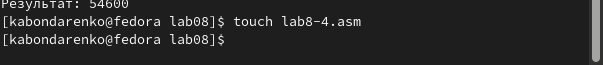 Результат: 54600
[kabondarenko@fedora lab08]$ touch lab8-4.asm
[kabondarenko@fedora lab08]$